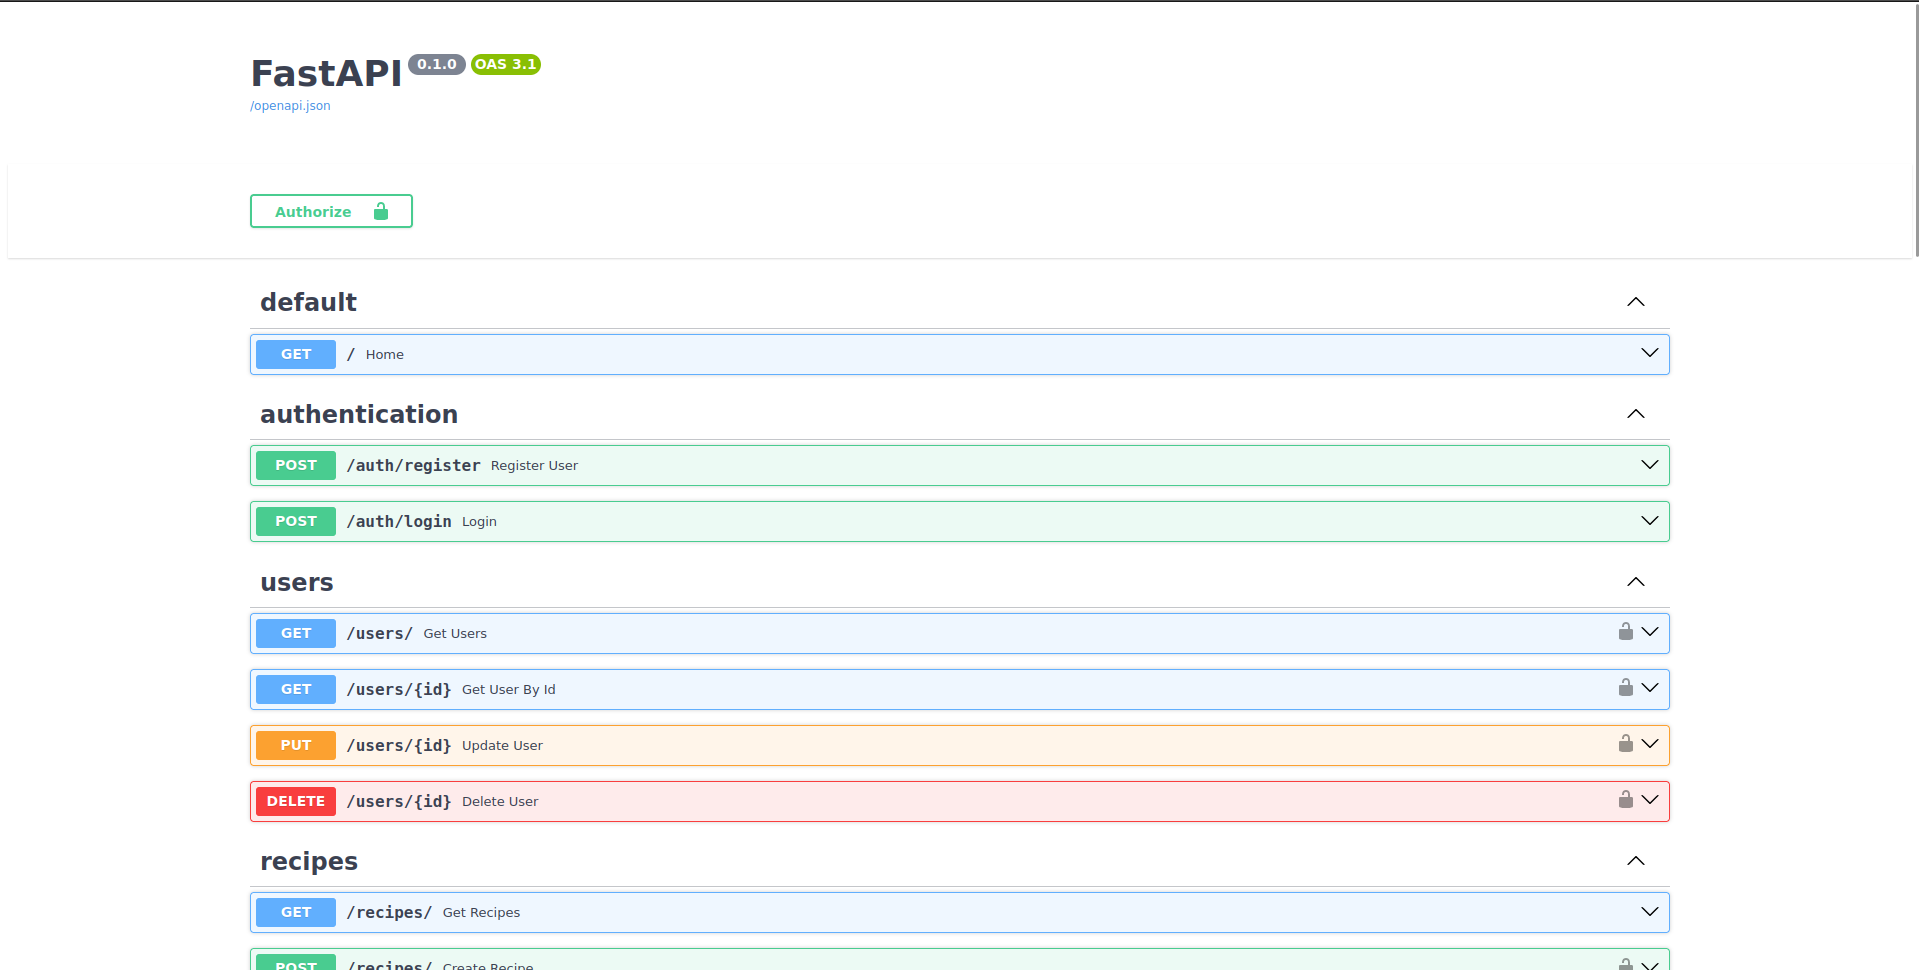 FastAPI 0.1.0 OAS 3.1
/openapi.json
Authorize
default
GET / Home
authentication
POST /auth/register Register User
POST /auth/login Login
users
GET /users/ Get Users
GET /users/{id} Get User By Id
PUT /users/{id} Update User
DELETE /users/{id} Delete User
recipes
GET /recipes/ Get Recipes
POST /recipes/ Create Recipe